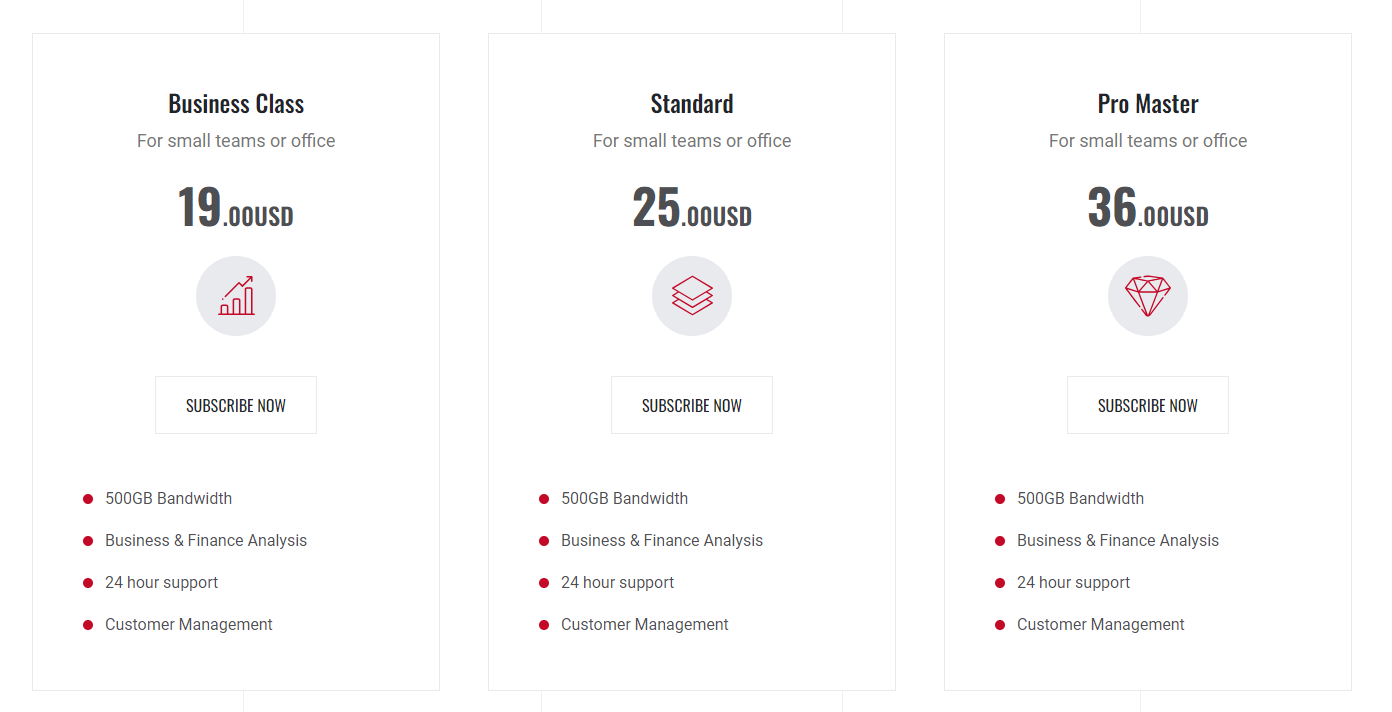 Business Class
For small teams or office
19.00USD
SUBSCRIBE NOW
500GB Bandwidth
Business & Finance Analysis
24 hour support
Customer Management
Standard
For small teams or office
25.00USD
SUBSCRIBE NOW
500GB Bandwidth
Business & Finance Analysis
24 hour support
Customer Management
Pro Master
For small teams or office
36.00USD
SUBSCRIBE NOW
500GB Bandwidth
Business & Finance Analysis
24 hour support
Customer Management